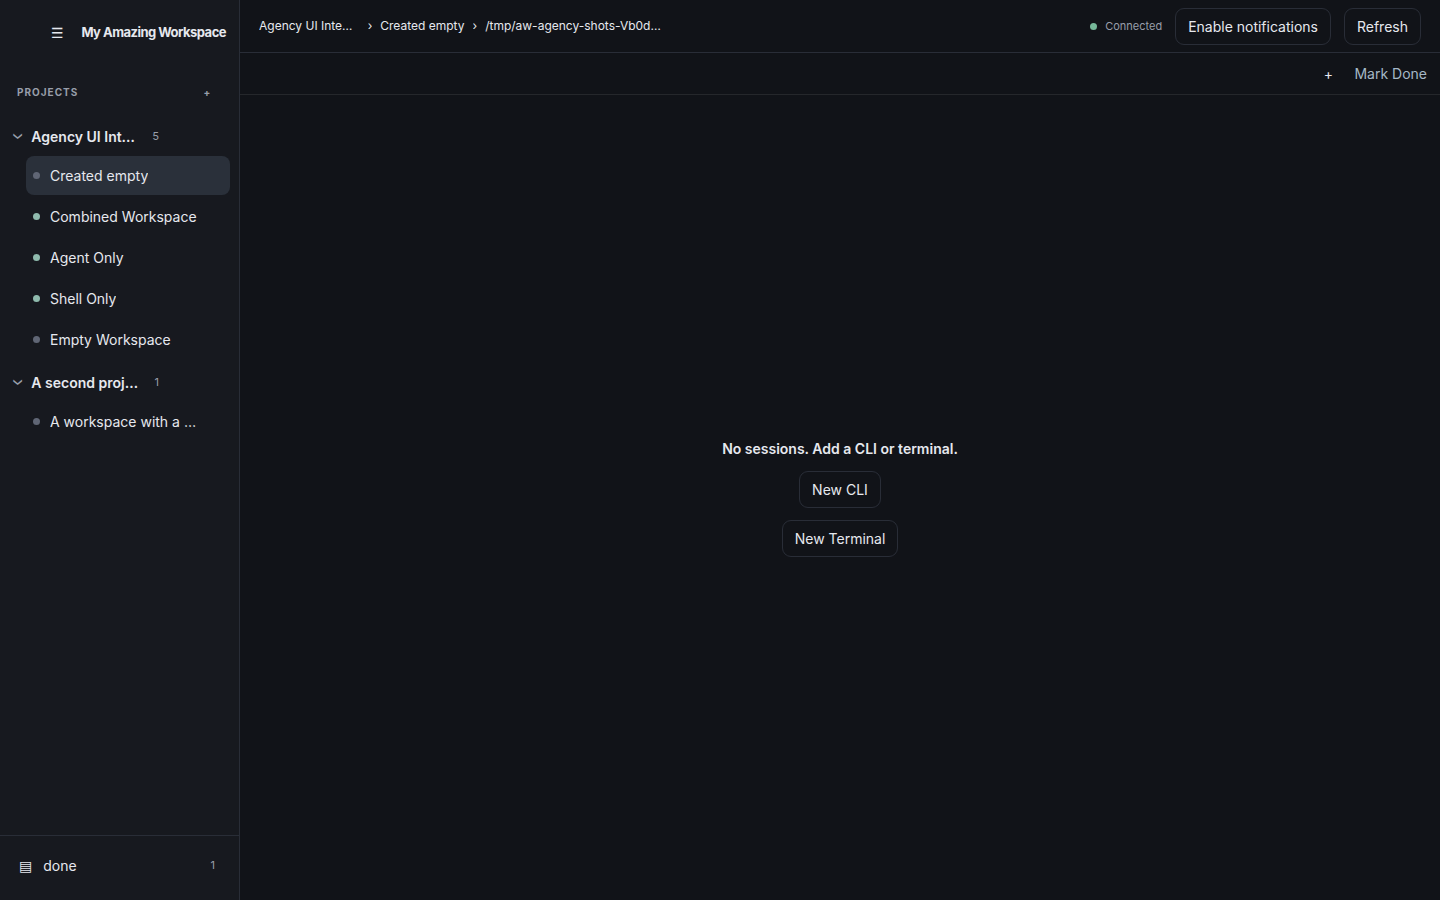 ☰ My Amazing Workspace
PROJECTS +
Agency UI Int... 5
Created empty
Combined Workspace
Agent Only
Shell Only
Empty Workspace
A second proj... 1
A workspace with a ...
done 1
Agency UI Inte... › Created empty › /tmp/aw-agency-shots-Vb0d...
Connected
Enable notifications
Refresh
+ Mark Done
No sessions. Add a CLI or terminal.
New CLI
New Terminal